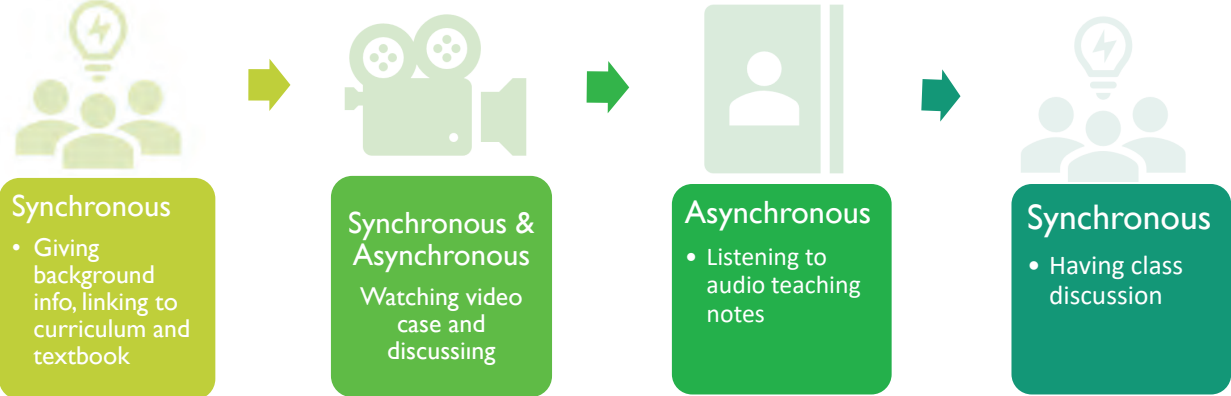 Synchronous
• Giving
background
info, linking to
curriculum and
textbook
Synchronous &
Asynchronous
Watching video
case and
discussiing
Asynchronous
• Listening to
audio teaching
notes
Synchronous
• Having class
discussion